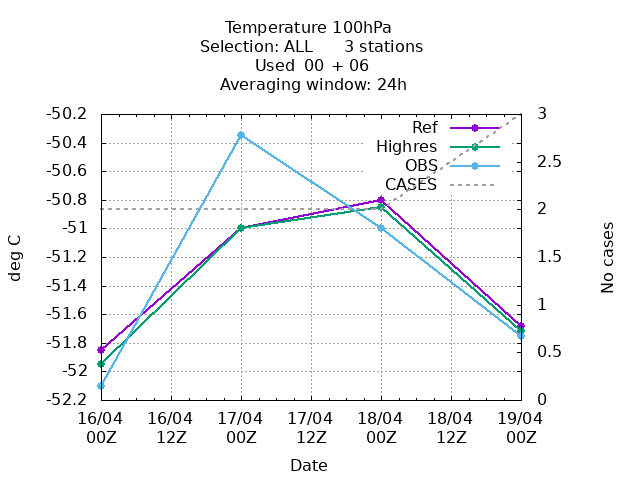 Temperature 100hPa
Selection: ALL      3 stations
Used  00 + 06
Averaging window: 24h
-50.2
-50.4
-50.6
-50.8
-51
-51.2
-51.4
-51.6
-51.8
-52
-52.2
deg C
Ref
Highres
OBS
CASES
3
2.5
2
1.5
1
0.5
0
No cases
16/04 16/04 17/04 17/04 18/04 18/04 19/04
00Z 12Z 00Z 12Z 00Z 12Z 00Z
Date